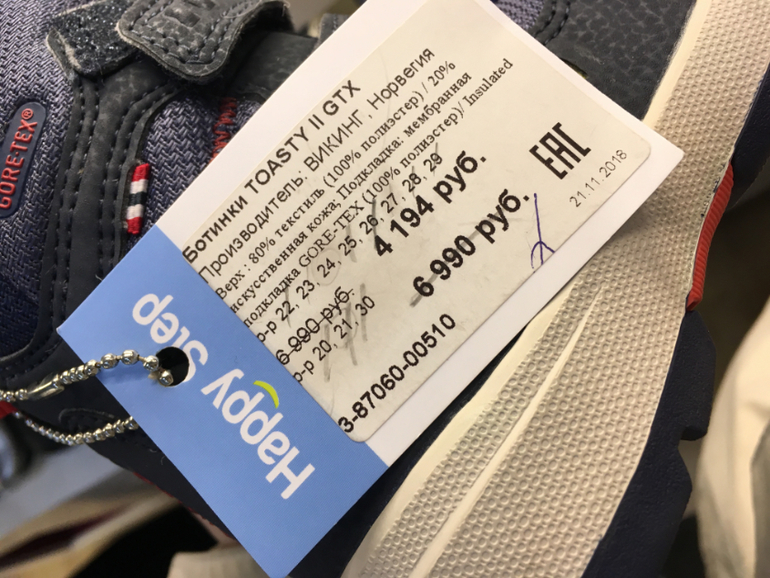 GORE-TEX®
Ботинки TOASTY II GTX
Производитель: ВИКИНГ, Норвегия
верх: 80% текстиль (100% полиэстер) / 20%
искусственная кожа; Подкладка: мембранная
подкладка GORE-TEX (100% полиэстер)/ Insulated
р-р 22, 23, 24, 25, 26, 27, 28, 29
4 194 руб.
6 990 руб.
6 990 руб.
р-р 20, 21, 30
3-87060-00510
EAC
21.11.2018
Happy Step